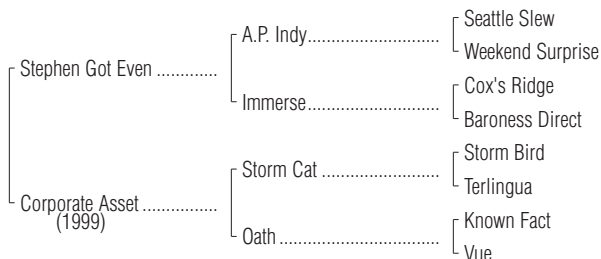 Seattle Slew
A.P. Indy
Weekend Surprise
Stephen Got Even
Cox's Ridge
Immerse
Baroness Direct
Storm Bird
Storm Cat
Terlingua
Corporate Asset
(1999)
Known Fact
Oath
Vue